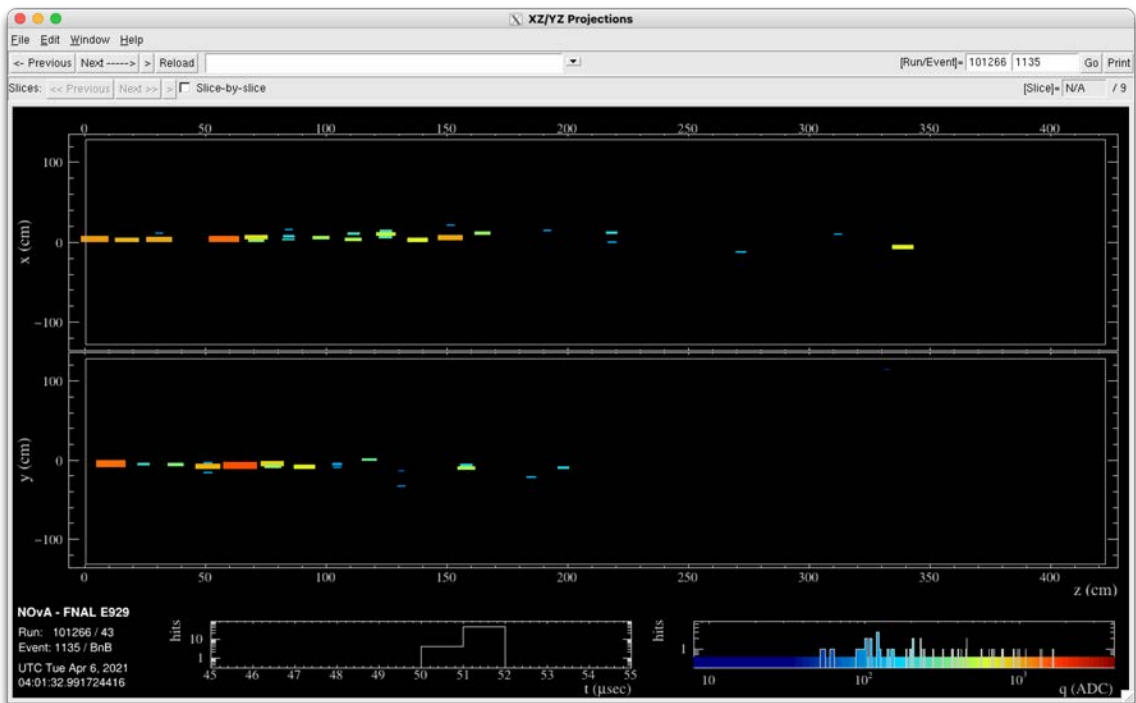 XZ/YZ Projections
File Edit Window Help
<- Previous Next -----> > Reload [Run/Event]= 101266 1135 Go Print
Slices: << Previous Next >> > Slice-by-slice [Slice]= N/A / 9
0 50 100 150 200 250 300 350 400
100
0
−100
x (cm)
100
0
−100
y (cm)
0 50 100 150 200 250 300 350 400
z (cm)
NOvA - FNAL E929
Run: 101266 / 43
Event: 1135 / BnB
UTC Tue Apr 6, 2021
04:01:32.991724416
hits
10
1
45 46 47 48 49 50 51 52 53 54 55
t (μsec)
hits
1
10 10² 10³
q (ADC)